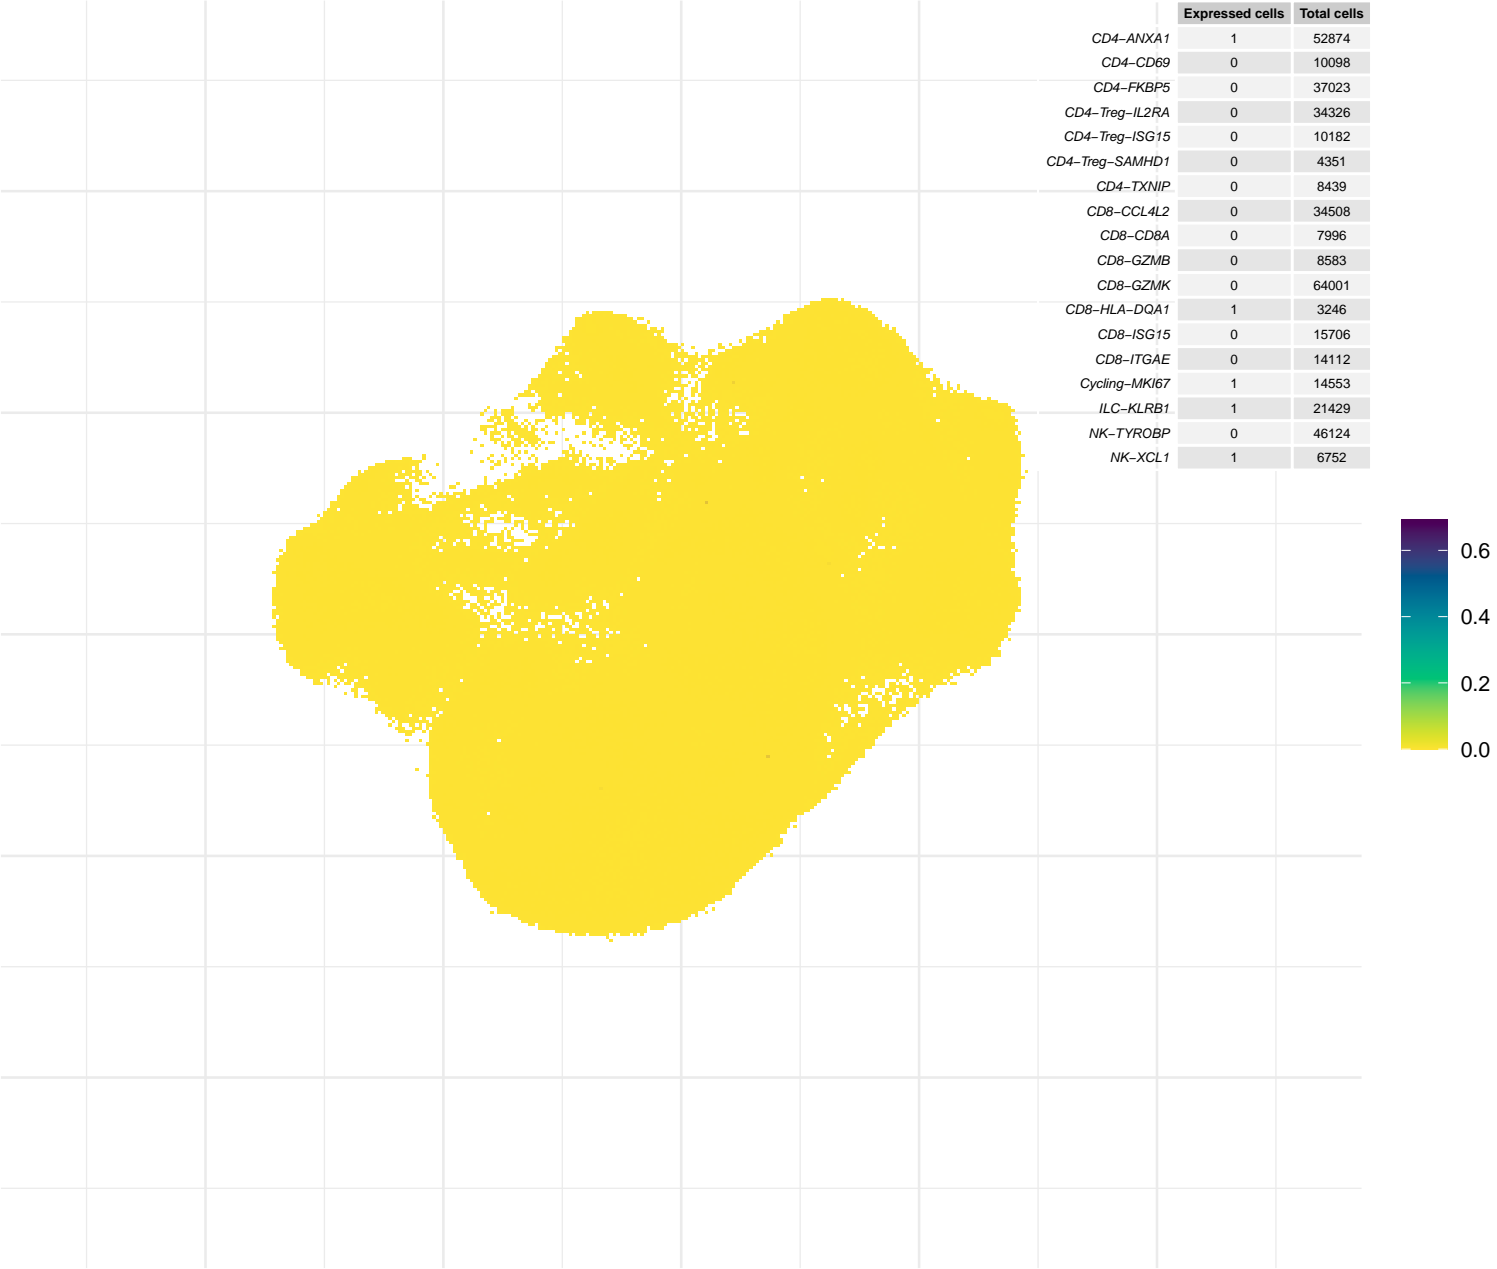 Expressed cells Total cells
CD4−ANXA1 1 52874
CD4−CD69 0 10098
CD4−FKBP5 0 37023
CD4−Treg−IL2RA 0 34326
CD4−Treg−ISG15 0 10182
CD4−Treg−SAMHD1 0 4351
CD4−TXNIP 0 8439
CD8−CCL4L2 0 34508
CD8−CD8A 0 7996
CD8−GZMB 0 8583
CD8−GZMK 0 64001
CD8−HLA−DQA1 1 3246
CD8−ISG15 0 15706
CD8−ITGAE 0 14112
Cycling−MKI67 1 14553
ILC−KLRB1 1 21429
NK−TYROBP 0 46124
NK−XCL1 1 6752
0.6
0.4
0.2
0.0